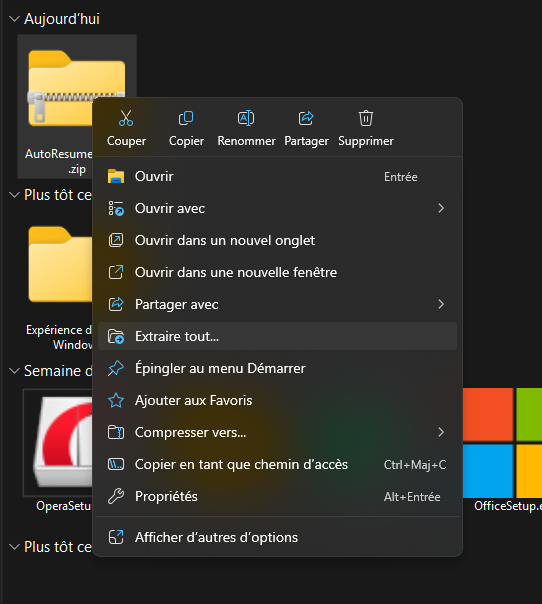 Aujourd'hui
Couper Copier Renommer Partager Supprimer
AutoResume
.zip
Ouvrir Entrée
Plus tôt ce
Ouvrir avec
Ouvrir dans un nouvel onglet
Ouvrir dans une nouvelle fenêtre
Partager avec
Expérience d
Window
Extraire tout...
Semaine d
Épingler au menu Démarrer
Ajouter aux Favoris
Compresser vers...
Copier en tant que chemin d'accès Ctrl+Maj+C
Propriétés Alt+Entrée
OperaSetu
OfficeSetup.e
Afficher d'autres d'options
Plus tôt ce